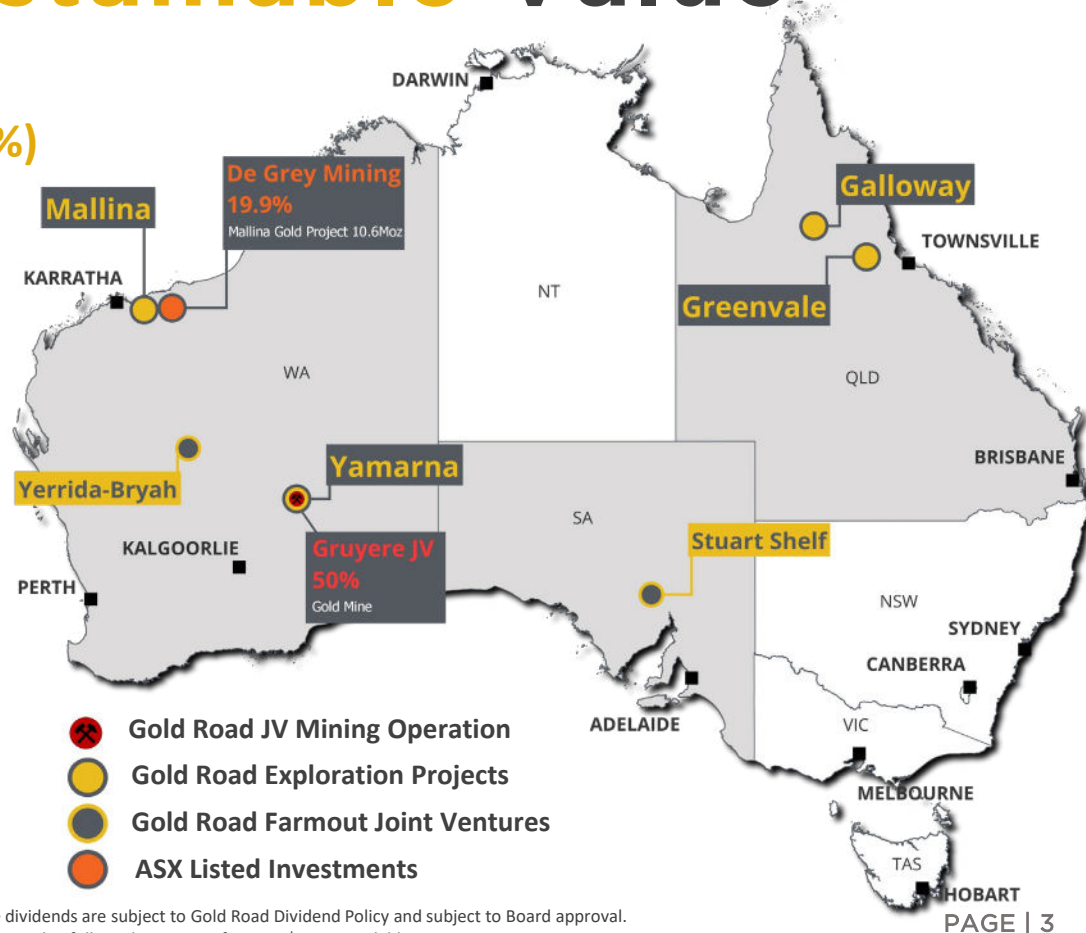 Value
%)
DARWIN
De Grey Mining
19.9%
Mallina Gold Project 10.6Moz
Mallina
Galloway
TOWNSVILLE
KARRATHA
NT
Greenvale
WA
QLD
BRISBANE
Yamarna
Yerrida-Bryah
SA
Stuart Shelf
KALGOORLIE
Gruyere JV
50%
Gold Mine
PERTH
NSW
SYDNEY
CANBERRA
ADELAIDE
VIC
MELBOURNE
TAS
HOBART
Gold Road JV Mining Operation
Gold Road Exploration Projects
Gold Road Farmout Joint Ventures
ASX Listed Investments
dividends are subject to Gold Road Dividend Policy and subject to Board approval.
PAGE | 3